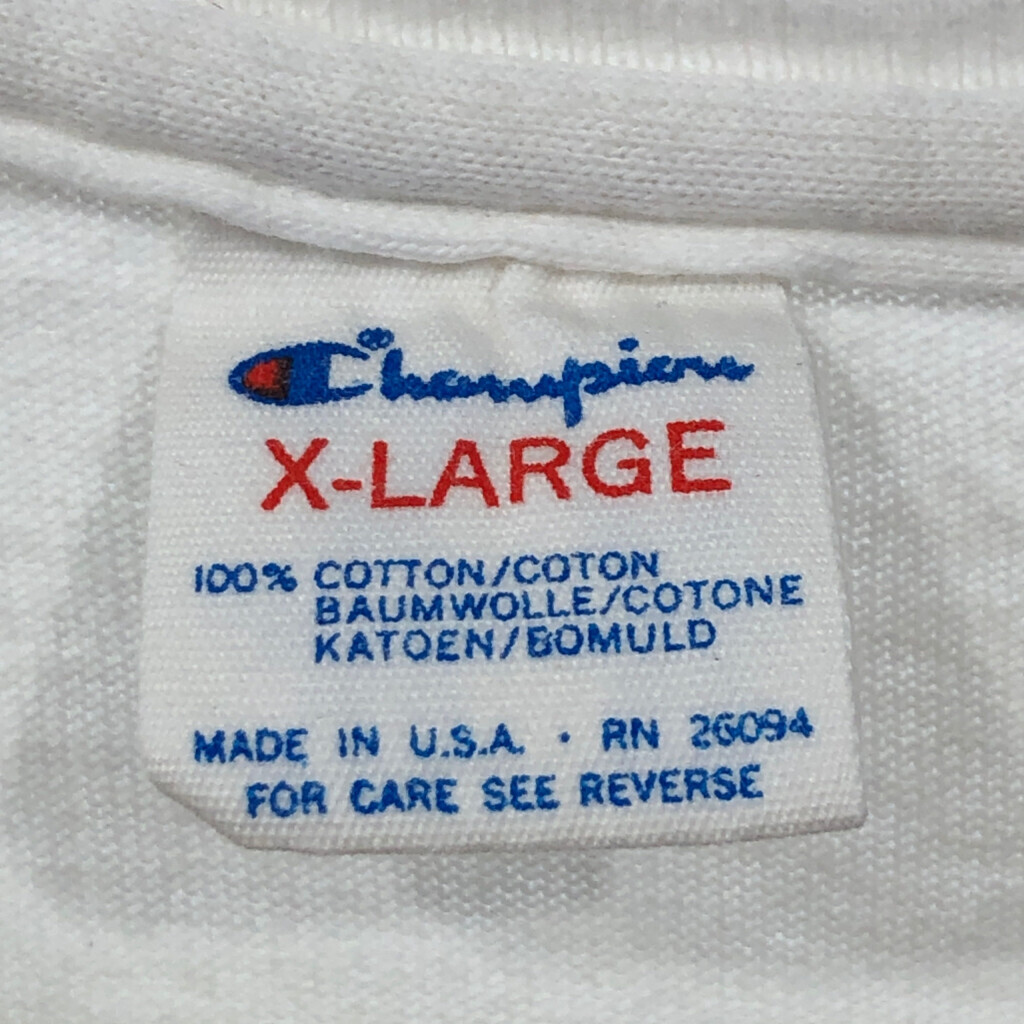 Champion®
X-LARGE
100% COTTON/COTON
BAUMWOLLE/COTONE
KATOEN/BOMULD
MADE IN U.S.A. · RN 26094
FOR CARE SEE REVERSE